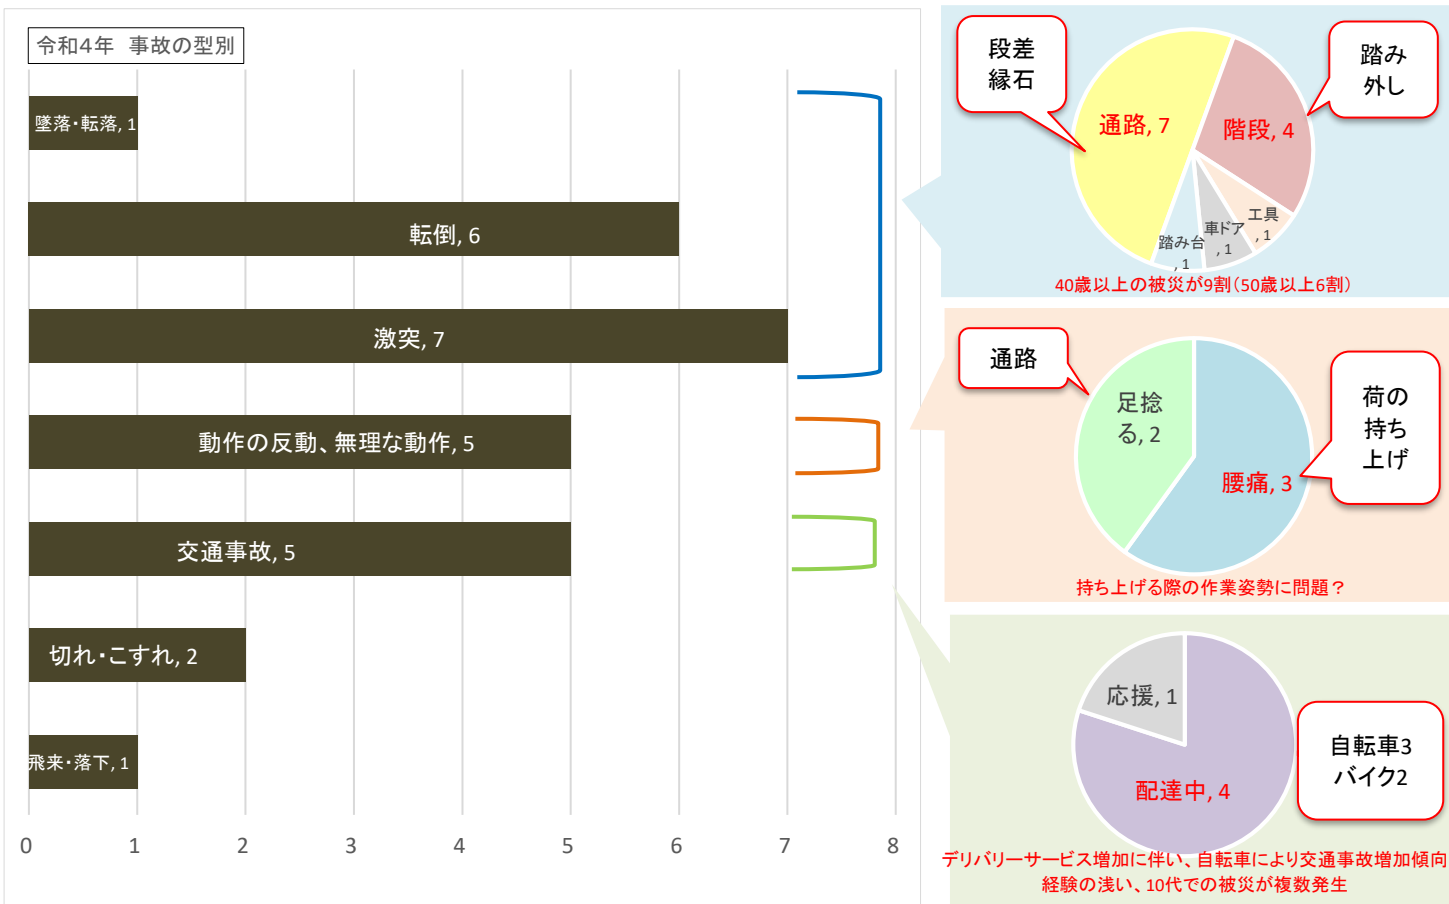 令和4年 事故の型別
墜落・転落, 1
転倒, 6
激突, 7
動作の反動、無理な動作, 5
交通事故, 5
切れ・こすれ, 2
飛来・落下, 1
0 1 2 3 4 5 6 7 8
段差
縁石
踏み
外し
通路, 7
階段, 4
工具
, 1
車ドア
, 1
踏み台
, 1
40歳以上の被災が9割(50歳以上6割)
通路
荷の
持ち
上げ
足捻
る, 2
腰痛, 3
持ち上げる際の作業姿勢に問題?
応援, 1
配達中, 4
自転車3
バイク2
デリバリーサービス増加に伴い、自転車により交通事故増加傾向
経験の浅い、10代での被災が複数発生